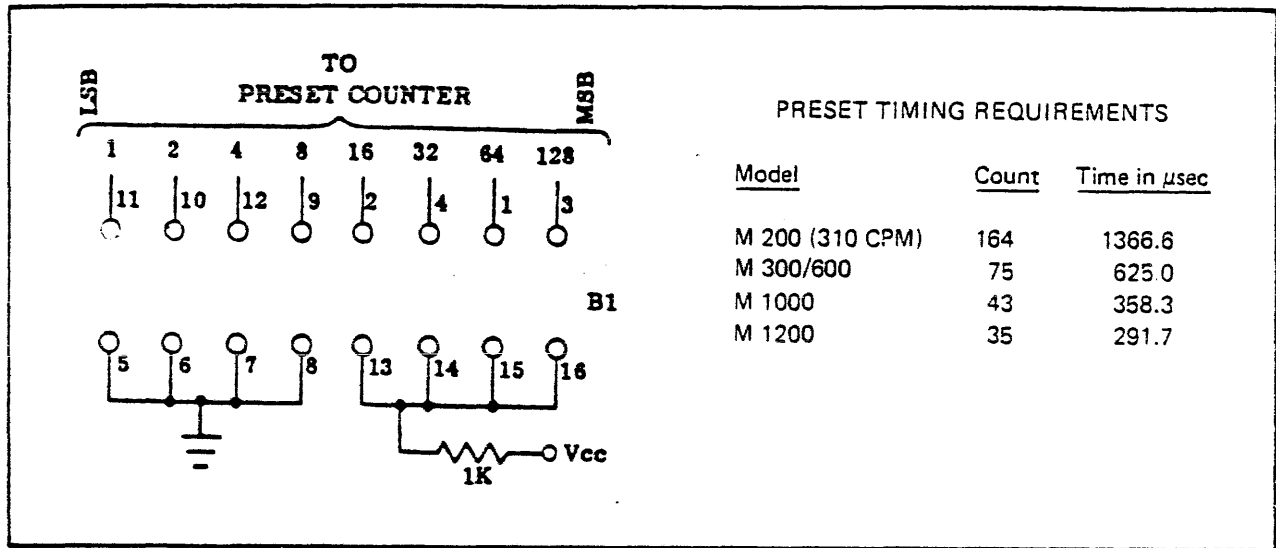 TO
PRESET COUNTER
LSB
MSB
1 2 4 8 16 32 64 128
11 10 12 9 2 4 1 3
B1
5 6 7 8 13 14 15 16
1K
Vcc
PRESET TIMING REQUIREMENTS
Model Count Time in μsec
M 200 (310 CPM) 164 1366.6
M 300/600 75 625.0
M 1000 43 358.3
M 1200 35 291.7